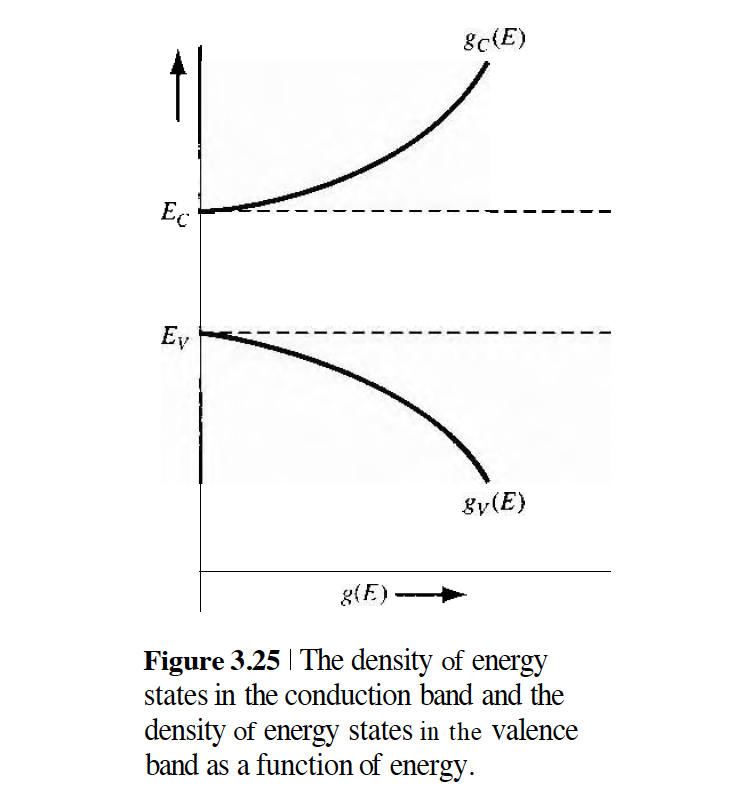 g_C(E)
E_C
E_V
g_V(E)
g(E)
Figure 3.25 | The density of energy
states in the conduction band and the
density of energy states in the valence
band as a function of energy.